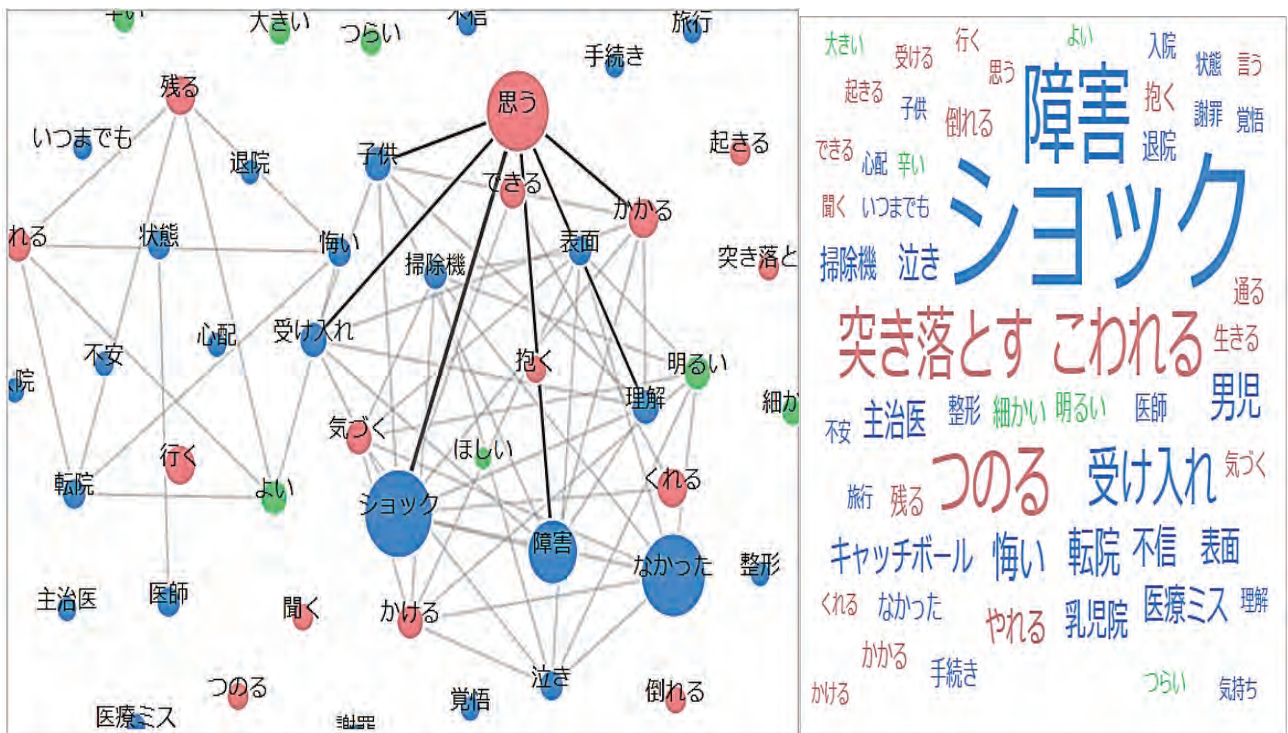 辛い
大きい
つらい
不信
旅行
手続き
残る
思う
いつまでも
退院
子供
できる
起きる
かかる
れる
状態
悔い
表面
掃除機
突き落と
受け入れ
心配
不安
抱く
明るい
院
理解
細か
気づく
ほしい
行く
転院
よい
くれる
ショック
障害
なかった
整形
主治医
医師
聞く
かける
泣き
つのる
覚悟
倒れる
医療ミス
謝罪
大きい
受ける
行く
よい
入院
状態
言う
思う
起きる
子供
倒れる
障害
抱く
謝罪
覚悟
できる
心配
辛い
退院
聞く
いつまでも
ショック
掃除機
泣き
通る
突き落とす
こわれる
生きる
不安
主治医
整形
細かい
明るい
医師
男児
旅行
残る
つのる
受け入れ
気づく
キャッチボール
悔い
転院
不信
表面
くれる
なかった
やれる
乳児院
医療ミス
理解
かかる
手続き
つらい
かける
気持ち